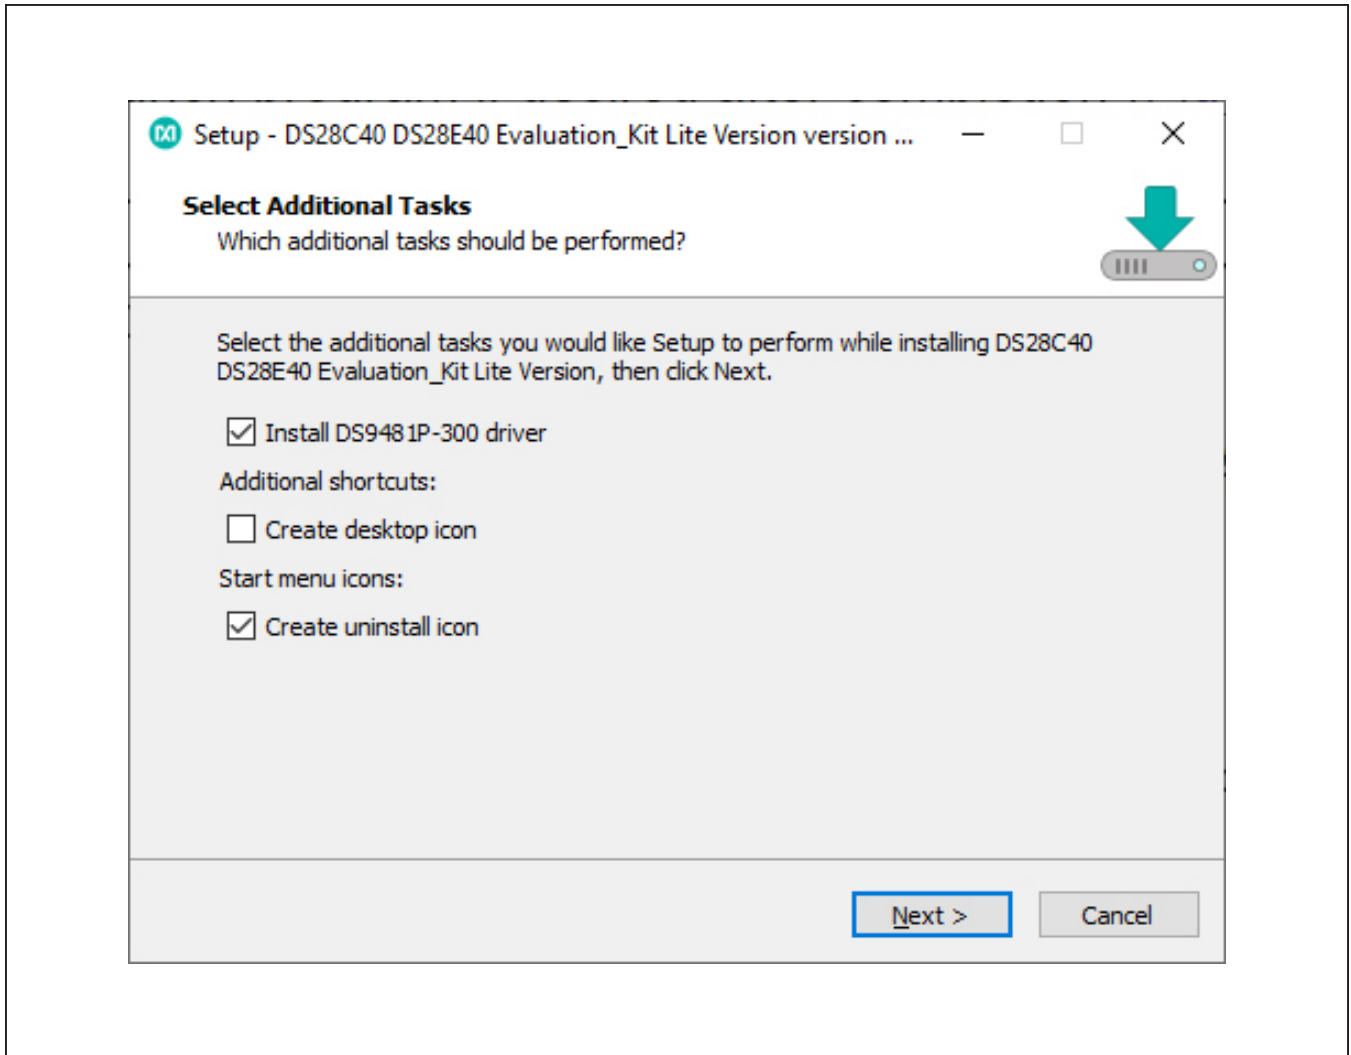 Setup - DS28C40 DS28E40 Evaluation_Kit Lite Version version ...
Select Additional Tasks
Which additional tasks should be performed?
Select the additional tasks you would like Setup to perform while installing DS28C40
DS28E40 Evaluation_Kit Lite Version, then click Next.
Install DS9481P-300 driver
Additional shortcuts:
Create desktop icon
Start menu icons:
Create uninstall icon
Next >
Cancel